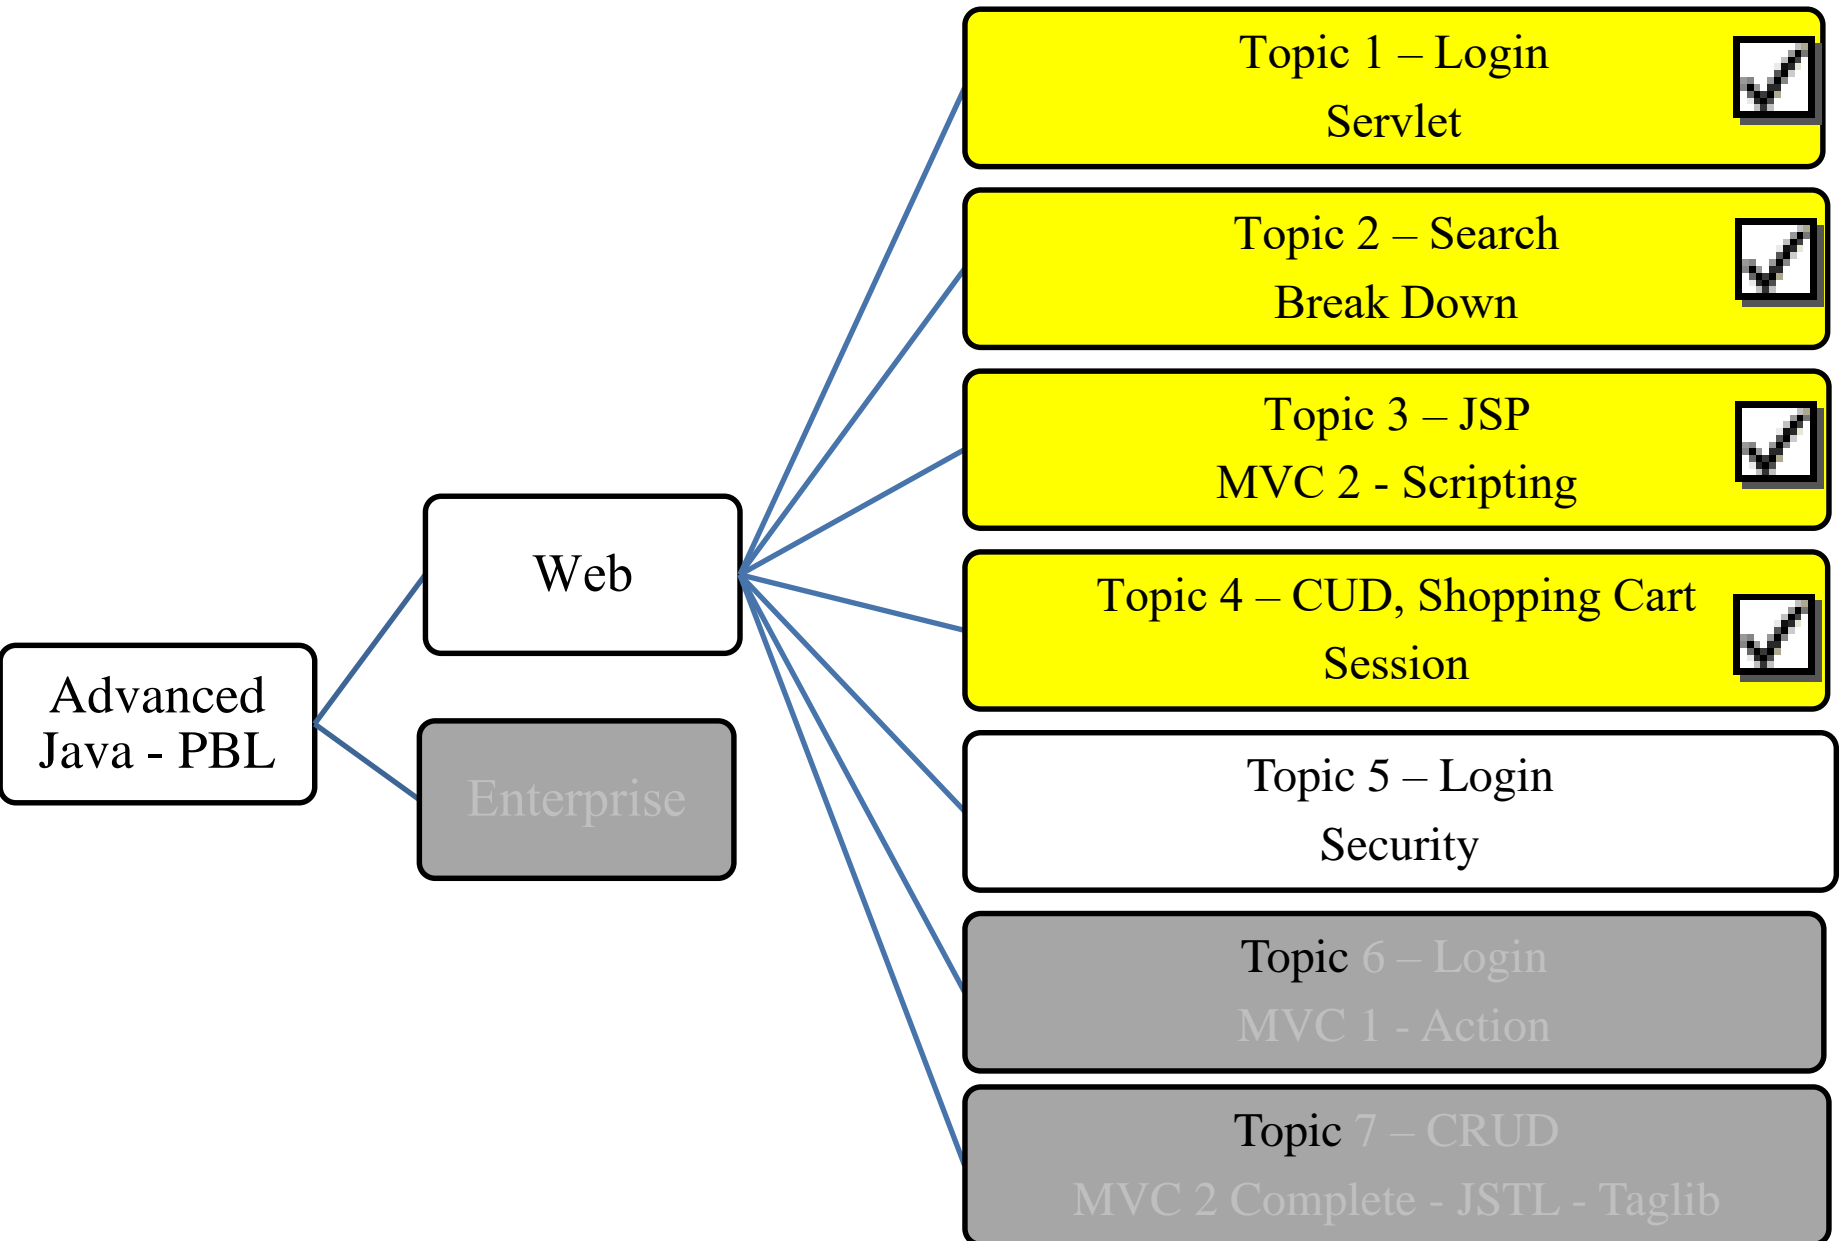 Advanced
Java - PBL
Web
Enterprise
Topic 1 – Login
Servlet
Topic 2 – Search
Break Down
Topic 3 – JSP
MVC 2 - Scripting
Topic 4 – CUD, Shopping Cart
Session
Topic 5 – Login
Security
Topic 6 – Login
MVC 1 - Action
Topic 7 – CRUD
MVC 2 Complete - JSTL - Taglib